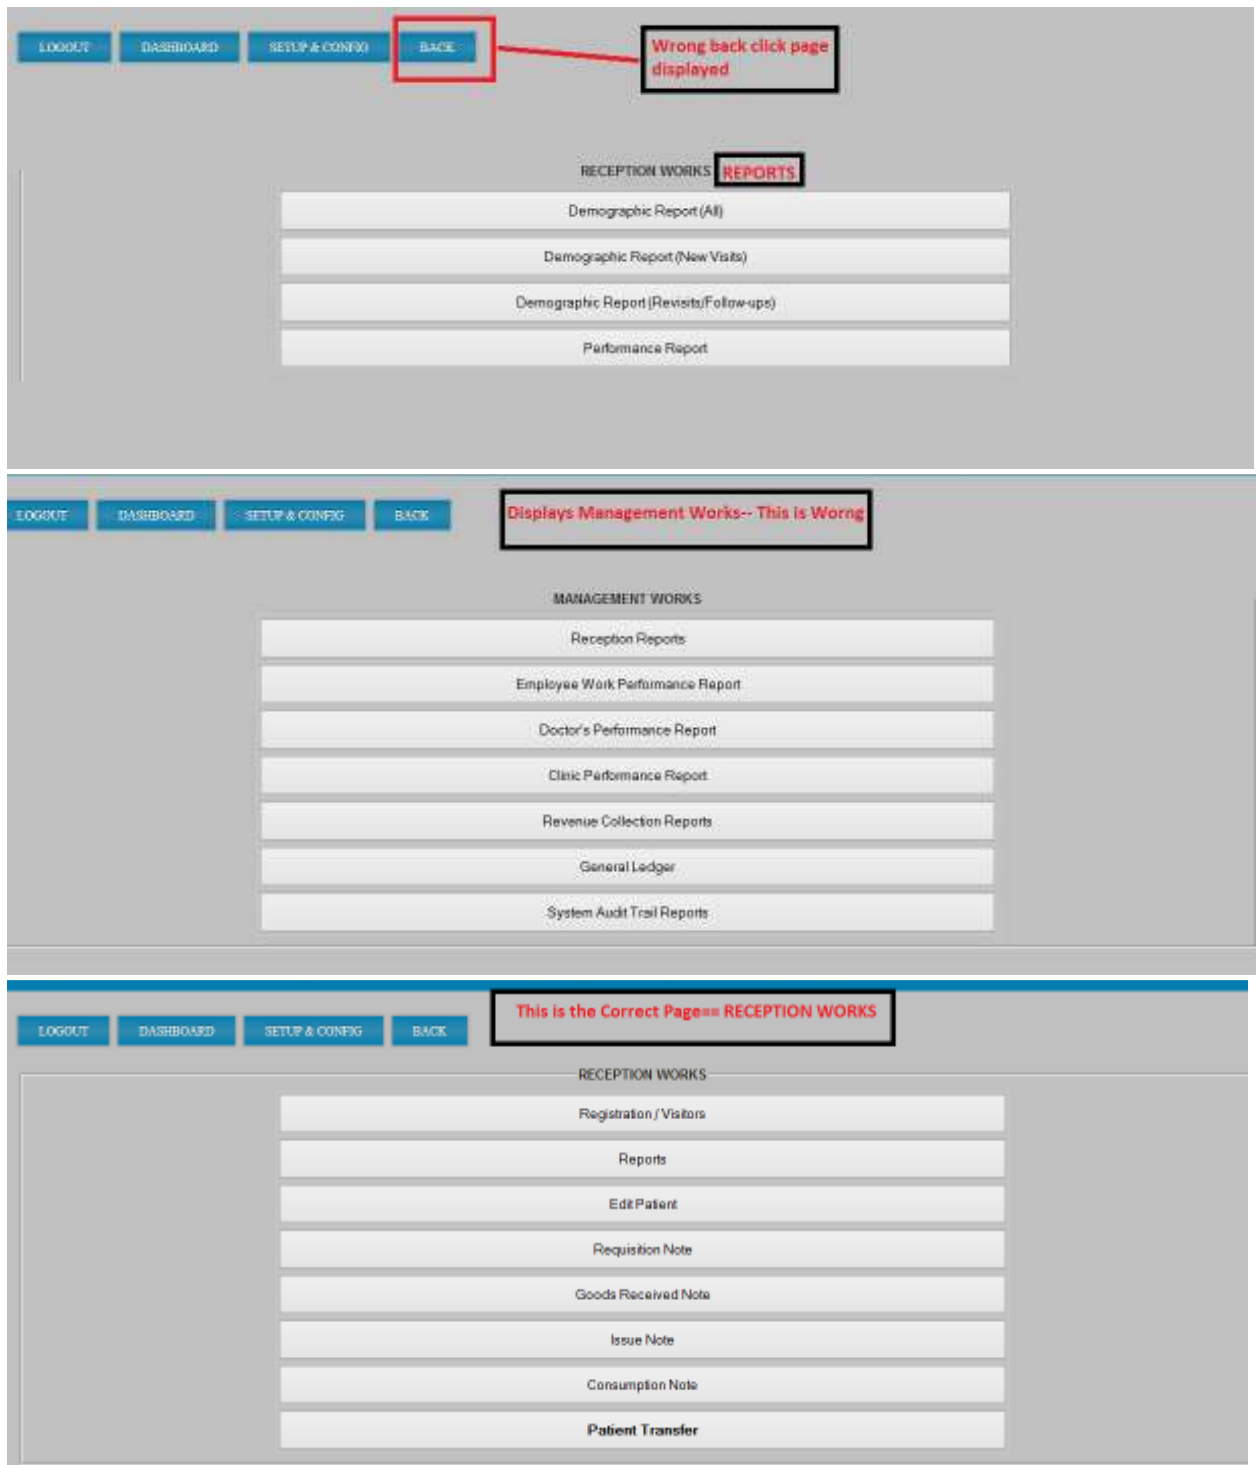 LOGOUT DASHBOARD SETUP & CONFIG BACK
Wrong back click page
displayed
RECEPTION WORKS REPORTS
Demographic Report (All)
Demographic Report (New Visits)
Demographic Report (Revisits/Follow-ups)
Performance Report
LOGOUT DASHBOARD SETUP & CONFIG BACK
Displays Management Works-- This is Worng
MANAGEMENT WORKS
Reception Reports
Employee Work Performance Report
Doctor's Performance Report
Clinic Performance Report
Revenue Collection Reports
General Ledger
System Audit Trail Reports
This is the Correct Page== RECEPTION WORKS
LOGOUT DASHBOARD SETUP & CONFIG BACK
RECEPTION WORKS
Registration / Visitors
Reports
Edit Patient
Requisition Note
Goods Received Note
Issue Note
Consumption Note
Patient Transfer